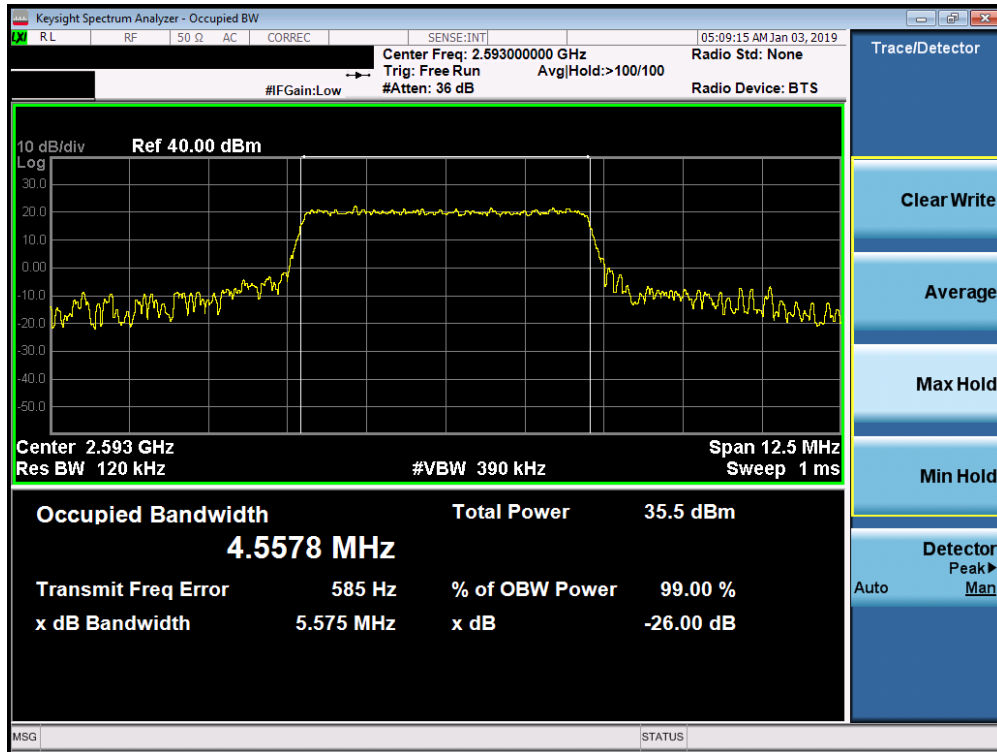 Keysight Spectrum Analyzer - Occupied BW
LXI RL RF 50 Ω AC CORREC SENSE:INT 05:09:15 AM Jan 03, 2019
Center Freq: 2.593000000 GHz Radio Std: None
Trig: Free Run Avg|Hold:>100/100
#IFGain:Low #Atten: 36 dB Radio Device: BTS
10 dB/div Ref 40.00 dBm
Log
30.0
20.0
10.0
0.00
-10.0
-20.0
-30.0
-40.0
-50.0
Center 2.593 GHz Span 12.5 MHz
Res BW 120 kHz #VBW 390 kHz Sweep 1 ms
Occupied Bandwidth Total Power 35.5 dBm
4.5578 MHz
Transmit Freq Error 585 Hz % of OBW Power 99.00 %
x dB Bandwidth 5.575 MHz x dB -26.00 dB
MSG STATUS
Trace/Detector
Clear Write
Average
Max Hold
Min Hold
Detector
Peak▶
Auto Man